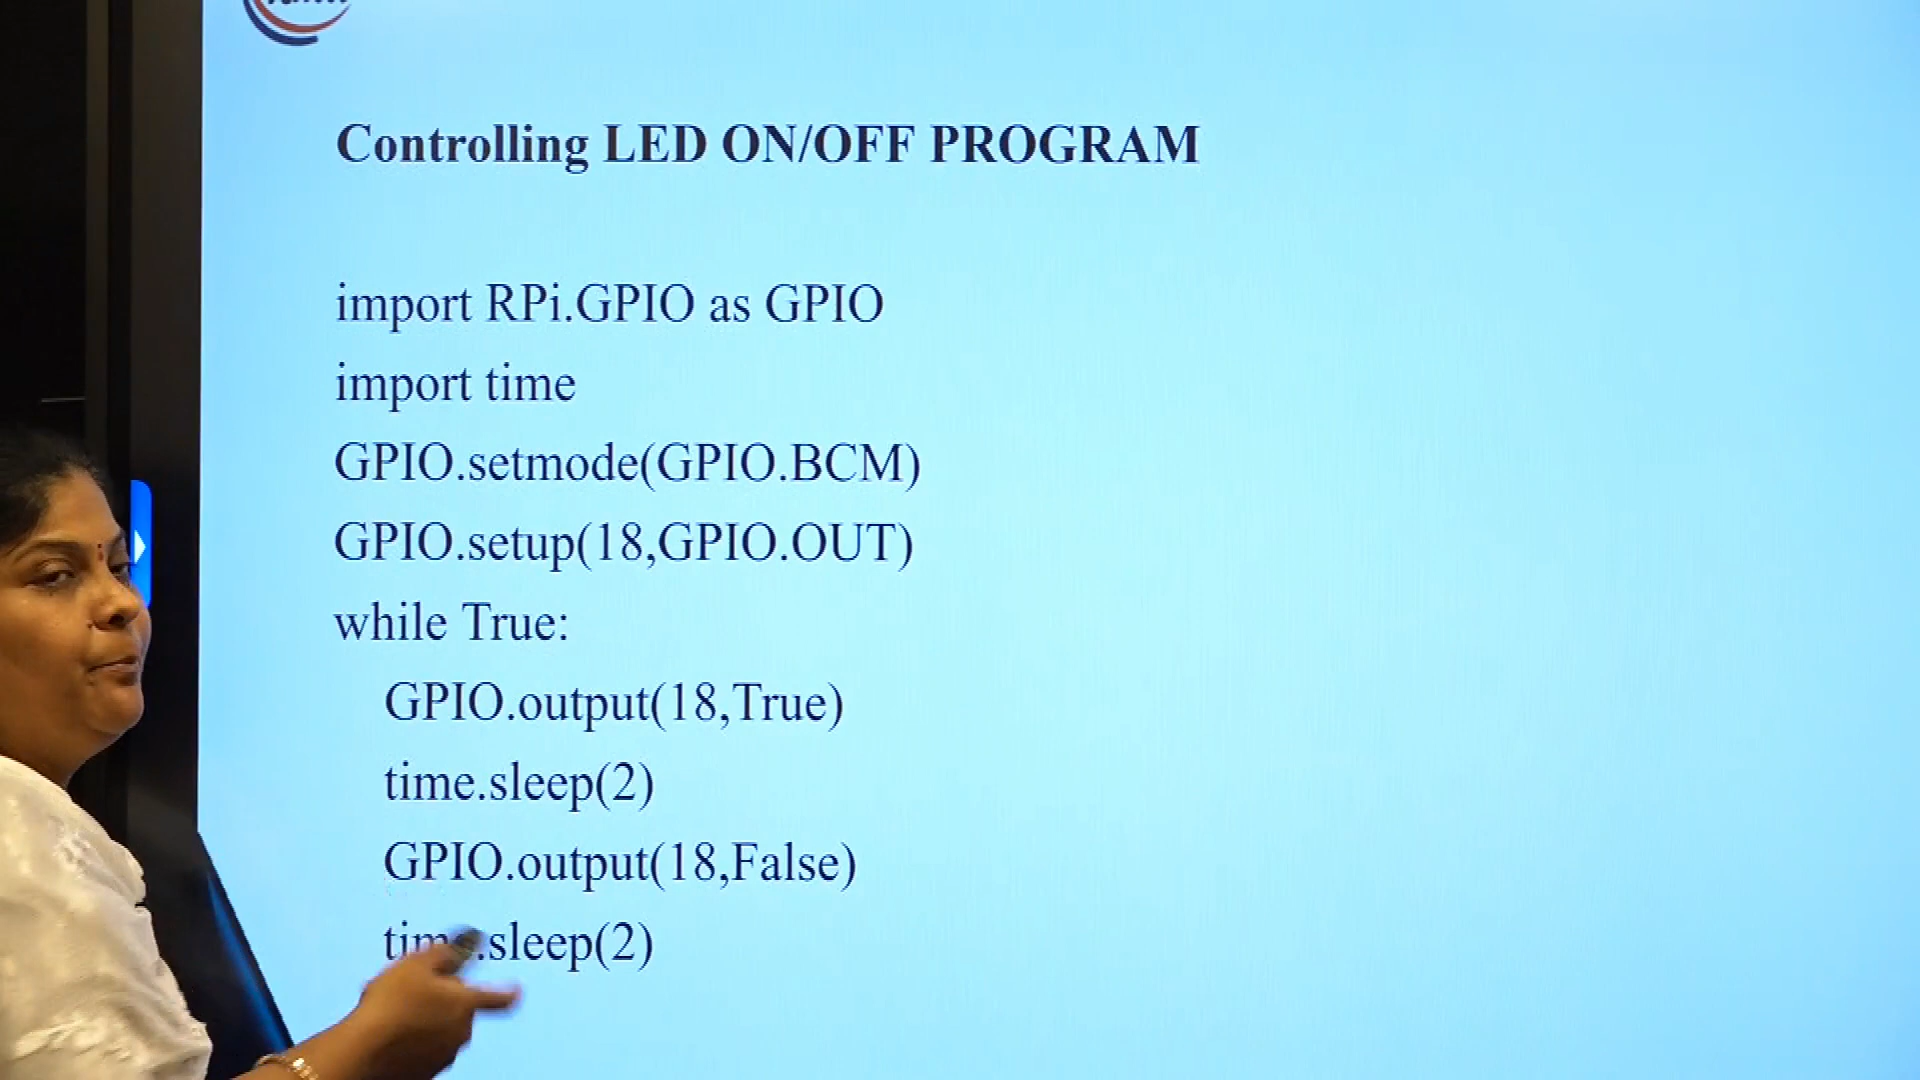 Controlling LED ON/OFF PROGRAM
import RPi.GPIO as GPIO
import time
GPIO.setmode(GPIO.BCM)
GPIO.setup(18,GPIO.OUT)
while True:
GPIO.output(18,True)
time.sleep(2)
GPIO.output(18,False)
time.sleep(2)